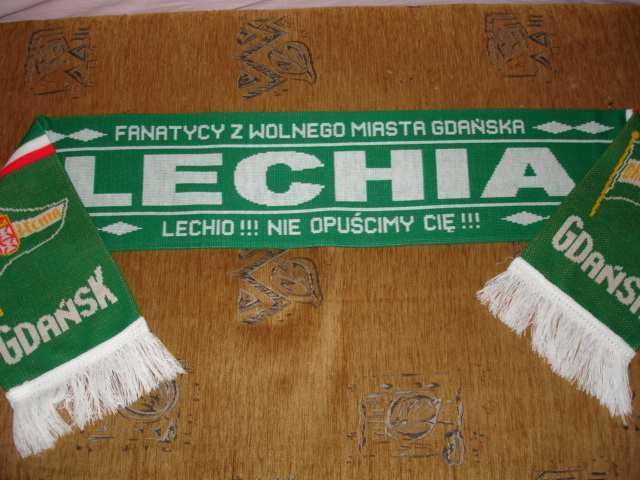 FANATYCY Z WOLNEGO MIASTA GDAŃSKA
LECHIA
LECHIO!!! NIE OPUŚCIMY CIĘ!!!
GDAŃSK
GDAŃSK